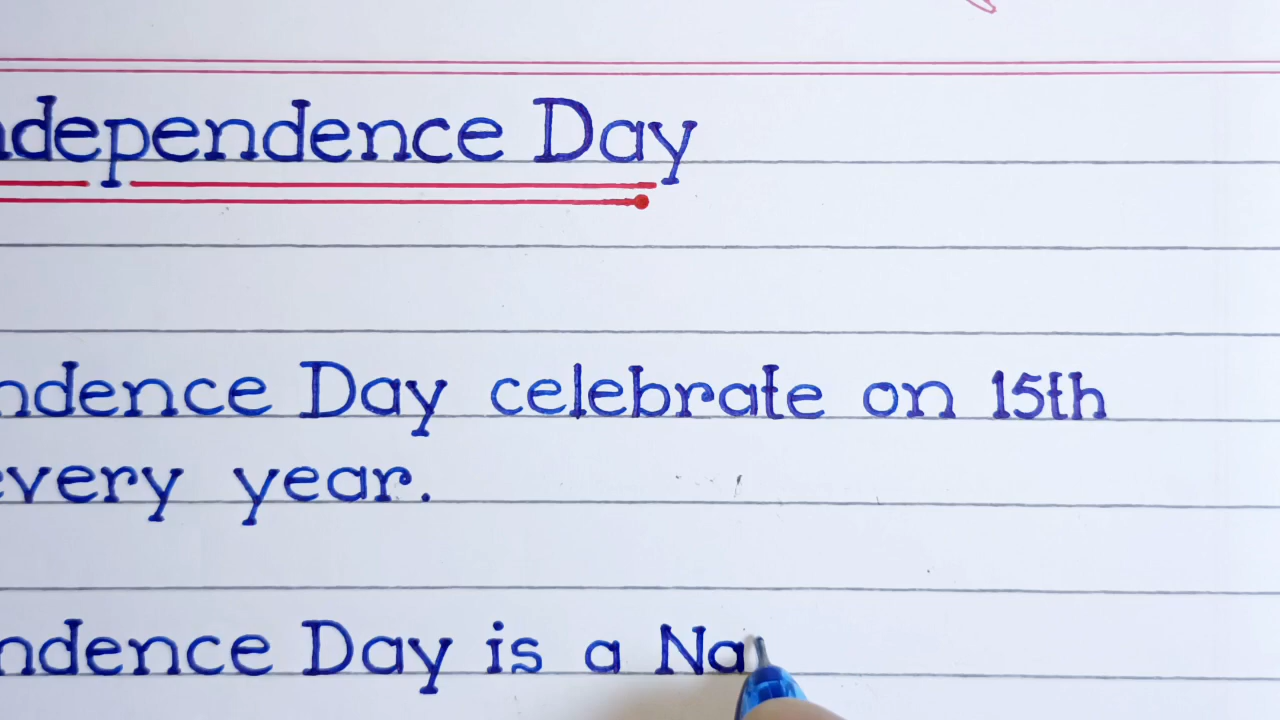 ndependence Day
ndence Day celebrate on 15th
every year.
ndence Day is a Na